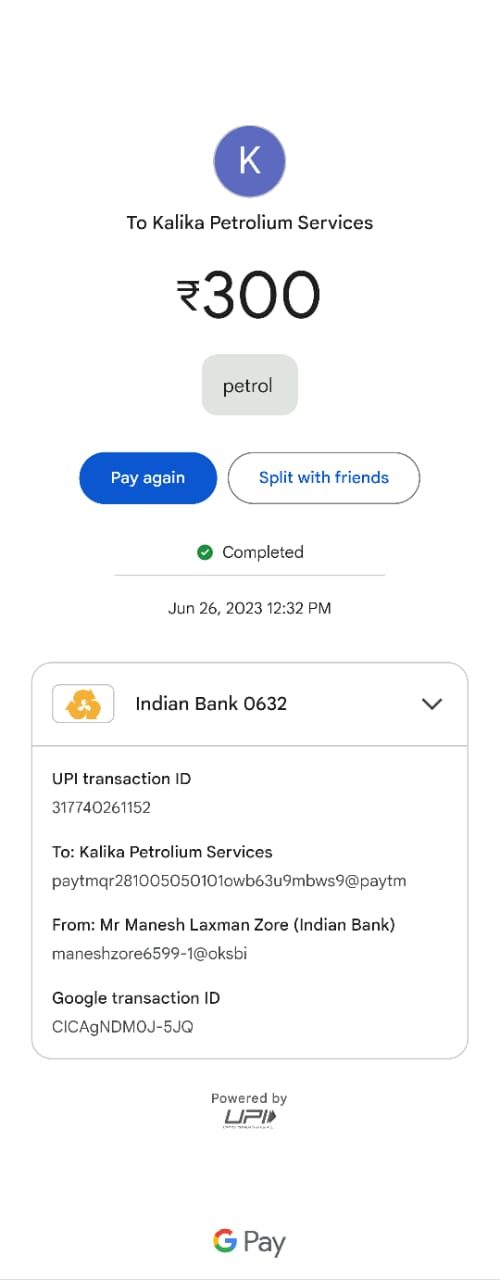 K
To Kalika Petrolium Services
₹300
petrol
Pay again
Split with friends
Completed
Jun 26, 2023 12:32 PM
Indian Bank 0632
UPI transaction ID
317740261152
To: Kalika Petrolium Services
paytmqr281005050101owb63u9mbws9@paytm
From: Mr Manesh Laxman Zore (Indian Bank)
maneshzore6599-1@oksbi
Google transaction ID
CICAgNDM0J-5JQ
Powered by
UPI
G Pay